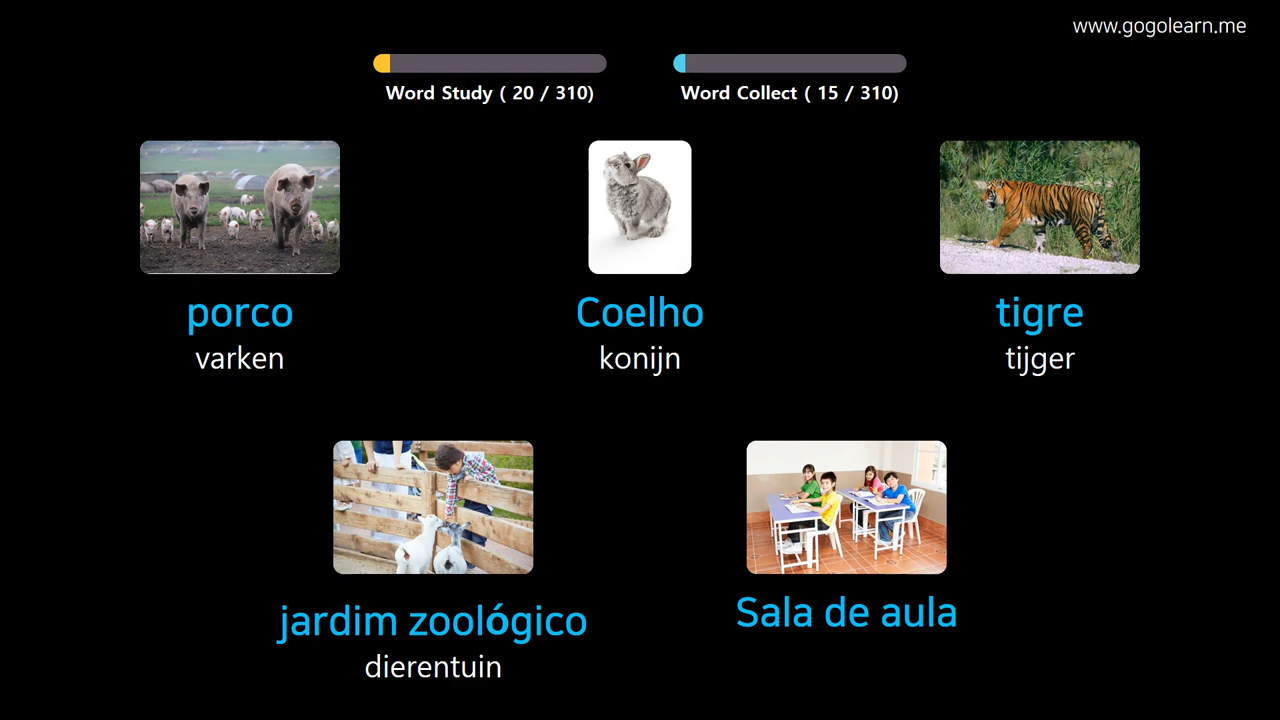 www.gogolearn.me
Word Study ( 20 / 310)
Word Collect ( 15 / 310)
porco
varken
Coelho
konijn
tigre
tijger
jardim zoológico
dierentuin
Sala de aula